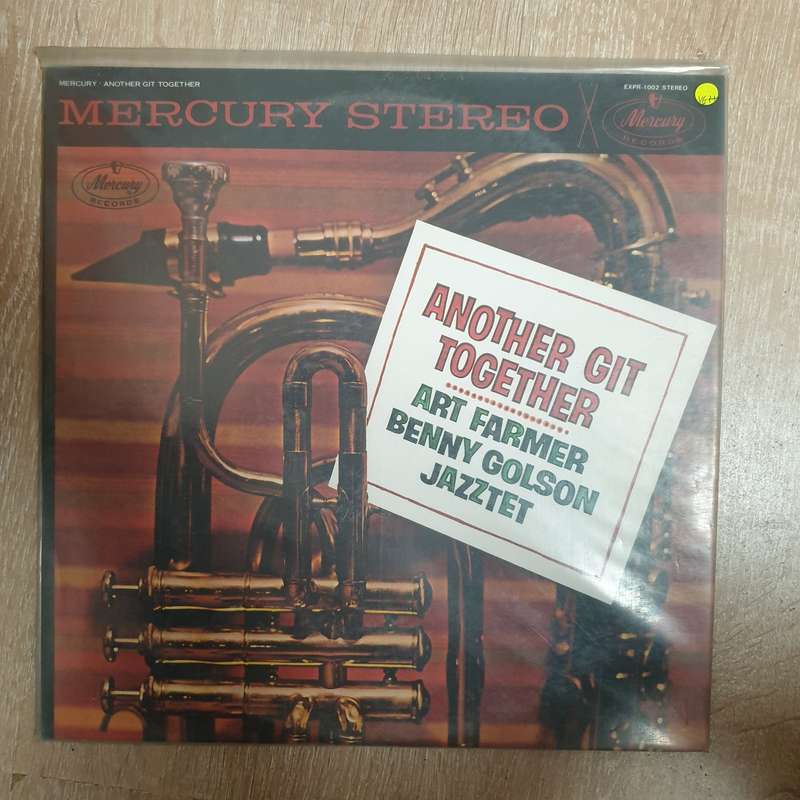 MERCURY · ANOTHER GIT TOGETHER
EXPR-1002 STEREO
MERCURY STEREO
Mercury
RECORDS
Mercury
RECORDS
ANOTHER GIT
TOGETHER
ART FARMER
BENNY GOLSON
JAZZTET